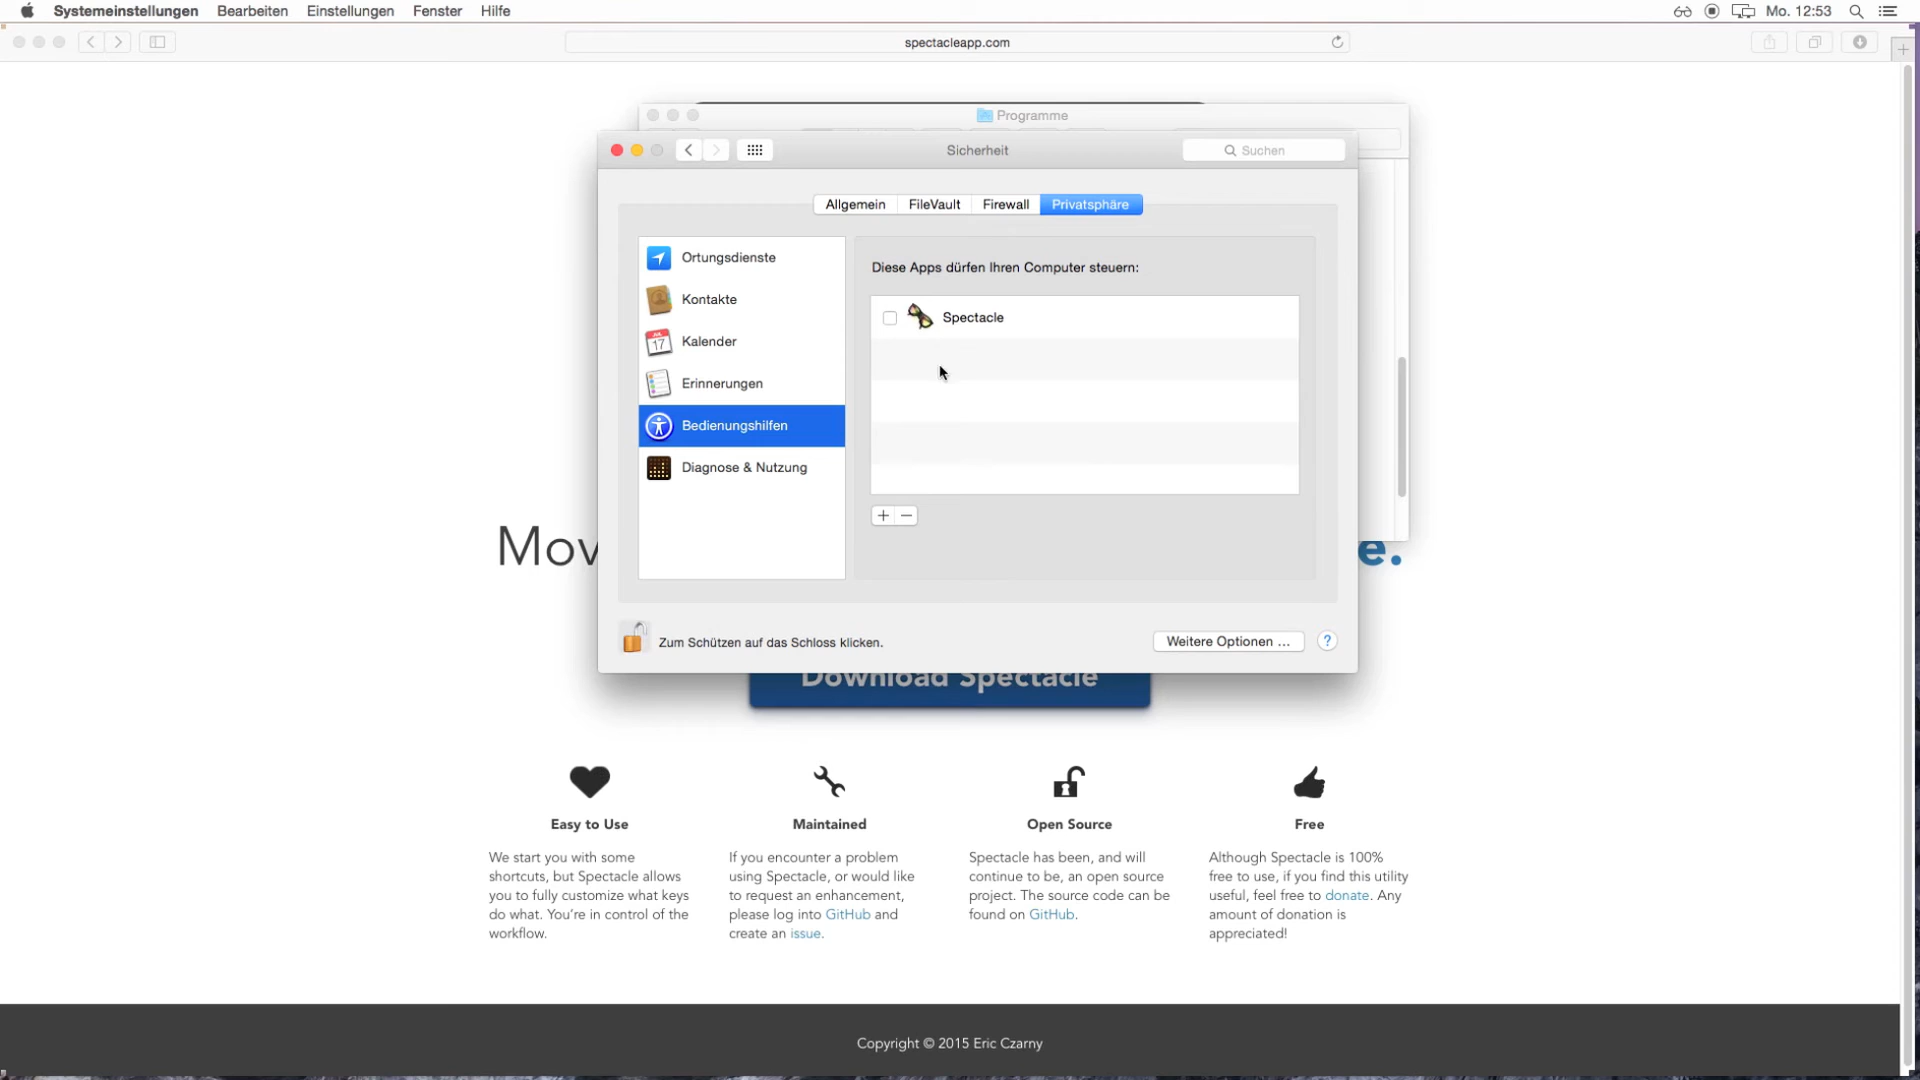 Systemeinstellungen Bearbeiten Einstellungen Fenster Hilfe Mo. 12:53
spectacleapp.com
Programme
Sicherheit
Suchen
Allgemein FileVault Firewall Privatsphäre
Ortungsdienste
Kontakte
17
Kalender
Erinnerungen
Bedienungshilfen
Diagnose & Nutzung
Diese Apps dürfen Ihren Computer steuern:
Spectacle
+ −
Zum Schützen auf das Schloss klicken.
Weitere Optionen ...
?
e.
Download Spectacle
Easy to Use
We start you with some
shortcuts, but Spectacle allows
you to fully customize what keys
do what. You're in control of the
workflow.
Maintained
If you encounter a problem
using Spectacle, or would like
to request an enhancement,
please log into GitHub and
create an issue.
Open Source
Spectacle has been, and will
continue to be, an open source
project. The source code can be
found on GitHub.
Free
Although Spectacle is 100%
free to use, if you find this utility
useful, feel free to donate. Any
amount of donation is
appreciated!
Copyright © 2015 Eric Czarny